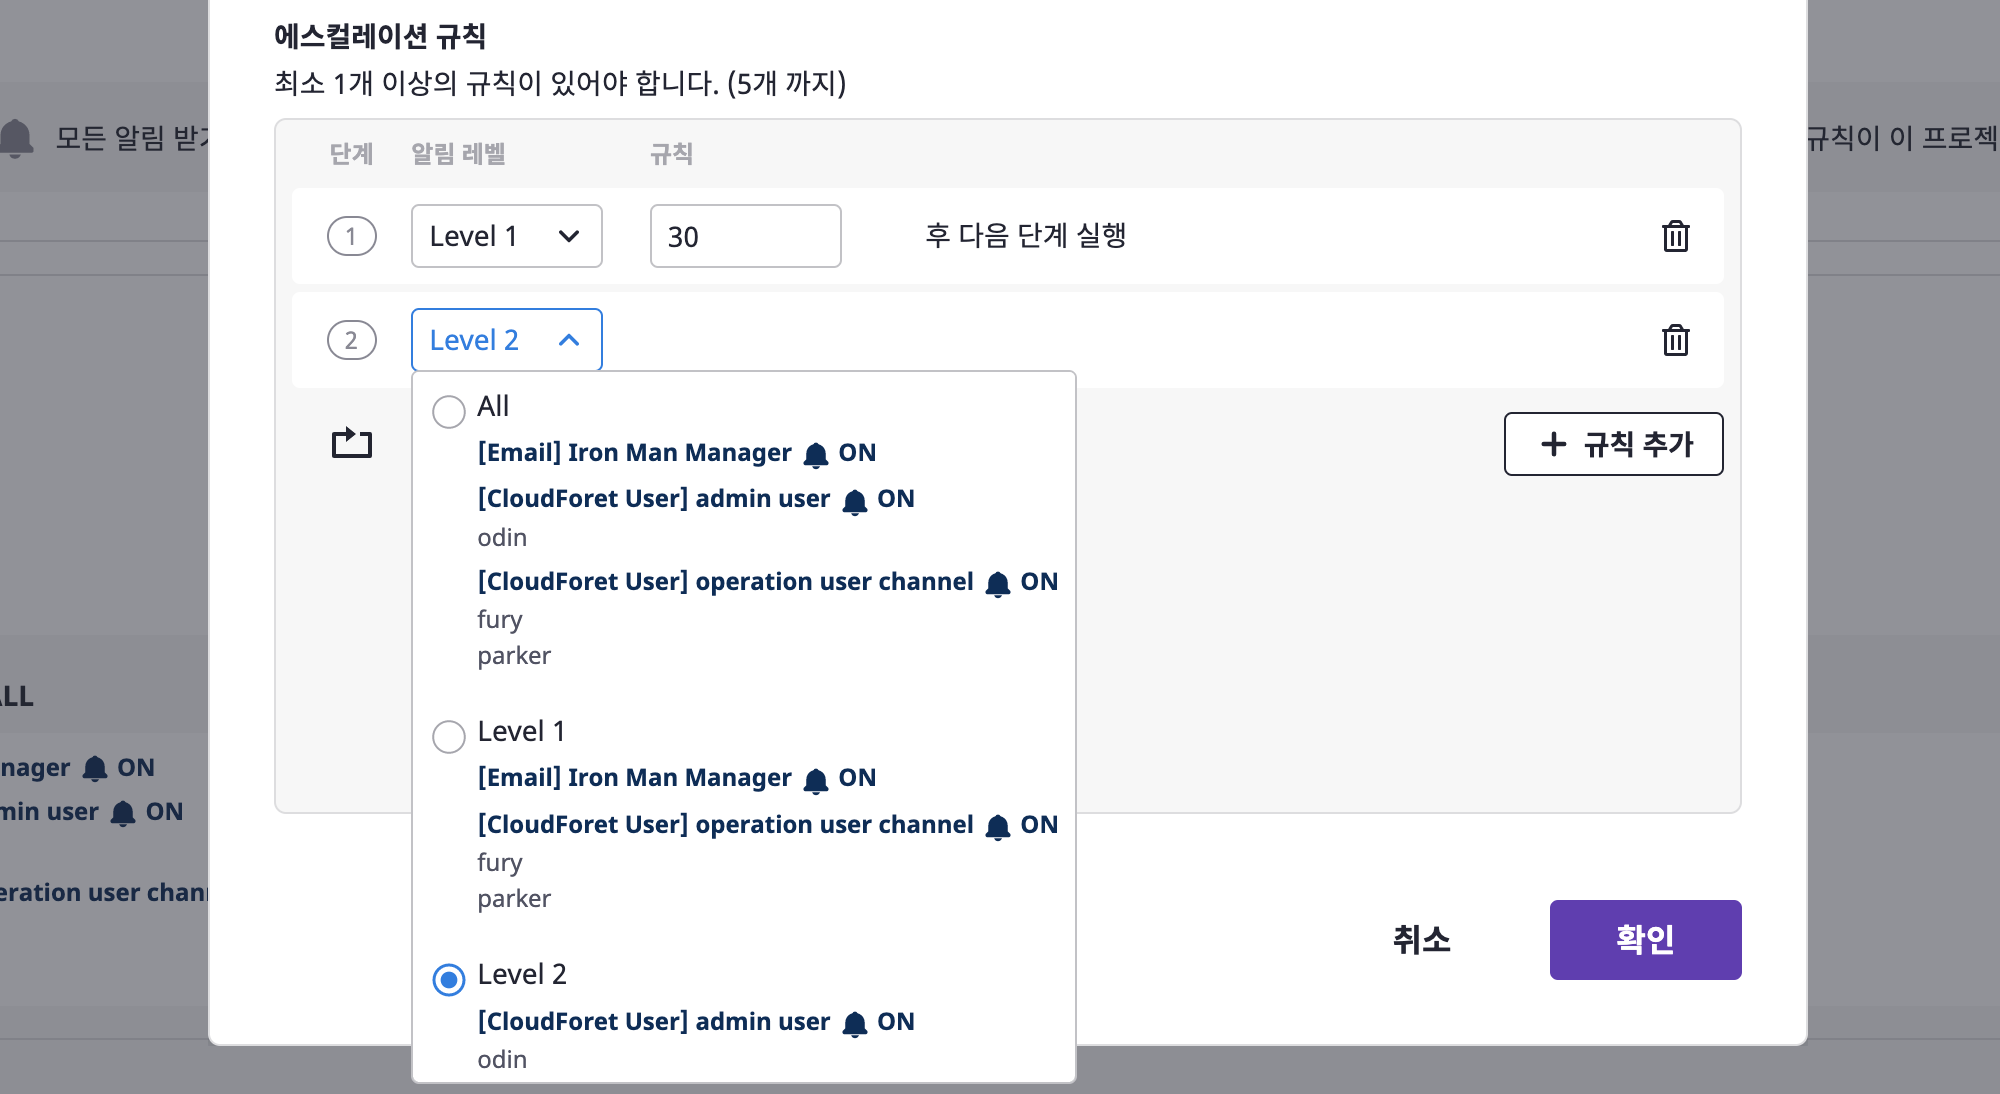 에스컬레이션 규칙
최소 1개 이상의 규칙이 있어야 합니다. (5개 까지)
모든 알림 받기
규칙이 이 프로젝
단계 알림 레벨 규칙
1 Level 1 30 후 다음 단계 실행
2 Level 2
규칙 추가
All
[Email] Iron Man Manager ON
[CloudForet User] admin user ON
odin
[CloudForet User] operation user channel ON
fury
parker
Level 1
[Email] Iron Man Manager ON
[CloudForet User] operation user channel ON
fury
parker
Level 2
[CloudForet User] admin user ON
odin
ALL
nager ON
min user ON
eration user chann
취소
확인